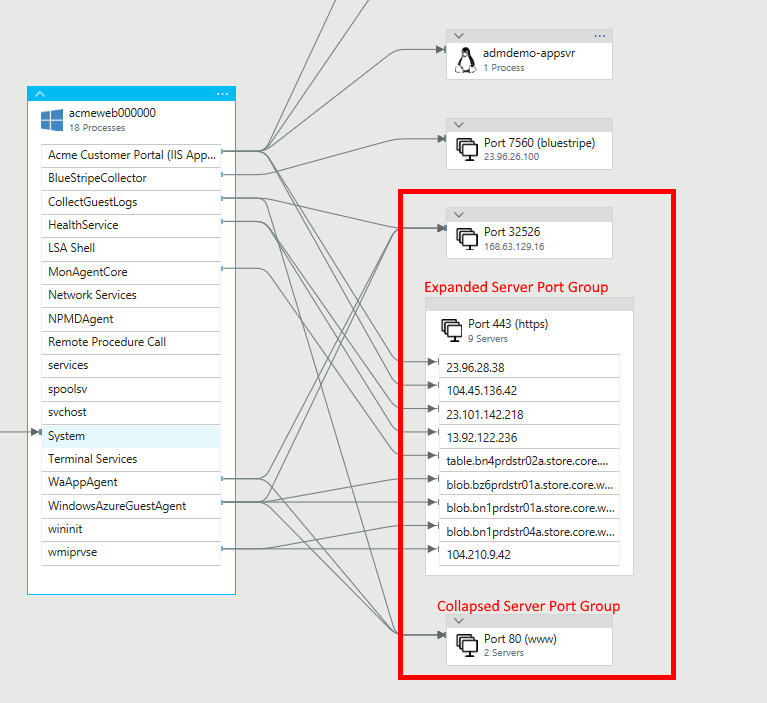 acmeweb000000
18 Processes
Acme Customer Portal (IIS App...
BlueStripeCollector
CollectGuestLogs
HealthService
LSA Shell
MonAgentCore
Network Services
NPMDAgent
Remote Procedure Call
services
spoolsv
svchost
System
Terminal Services
WaAppAgent
WindowsAzureGuestAgent
wininit
wmiprvse
admdemo-appsvr
1 Process
Port 7560 (bluestripe)
23.96.26.100
Port 32526
168.63.129.16
Expanded Server Port Group
Port 443 (https)
9 Servers
23.96.28.38
104.45.136.42
23.101.142.218
13.92.122.236
table.bn4prdstr02a.store.core....
blob.bz6prdstr01a.store.core.w...
blob.bn1prdstr01a.store.core.w...
blob.bn1prdstr04a.store.core.w...
104.210.9.42
Collapsed Server Port Group
Port 80 (www)
2 Servers